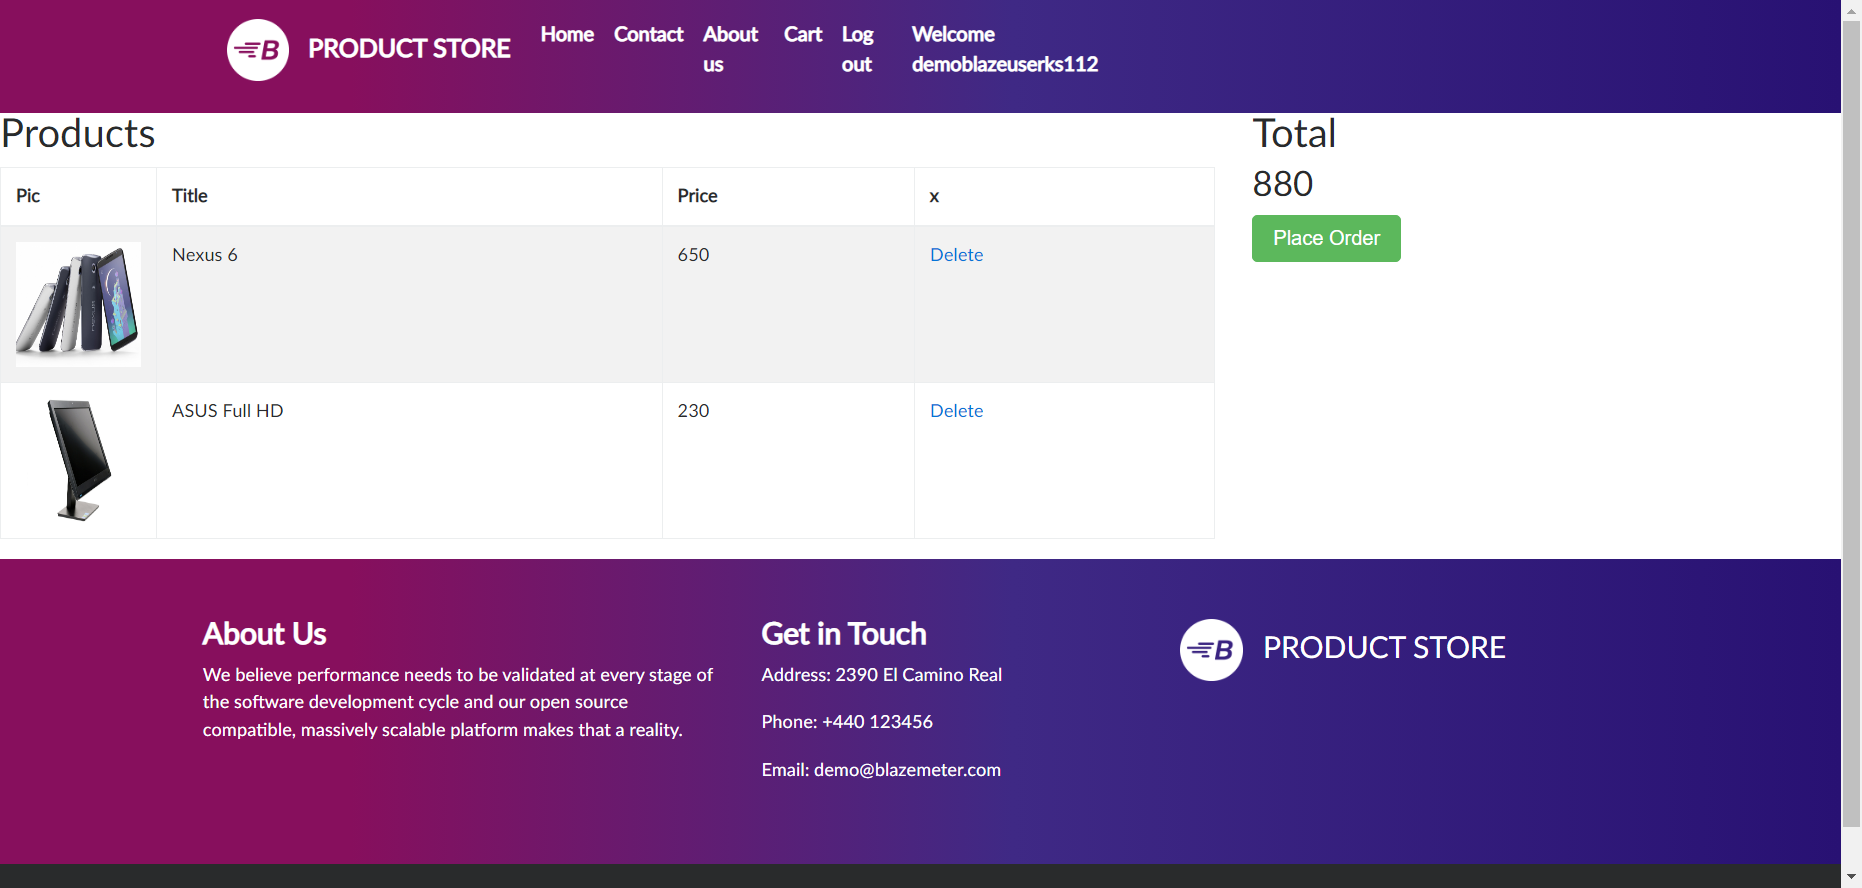 B PRODUCT STORE Home Contact About us Cart Log out Welcome demoblazeuserks112
Products
Total
880
Place Order
Pic Title Price x
Nexus 6 650 Delete
ASUS Full HD 230 Delete
About Us
We believe performance needs to be validated at every stage of
the software development cycle and our open source
compatible, massively scalable platform makes that a reality.
Get in Touch
Address: 2390 El Camino Real
Phone: +440 123456
Email: demo@blazemeter.com
B PRODUCT STORE